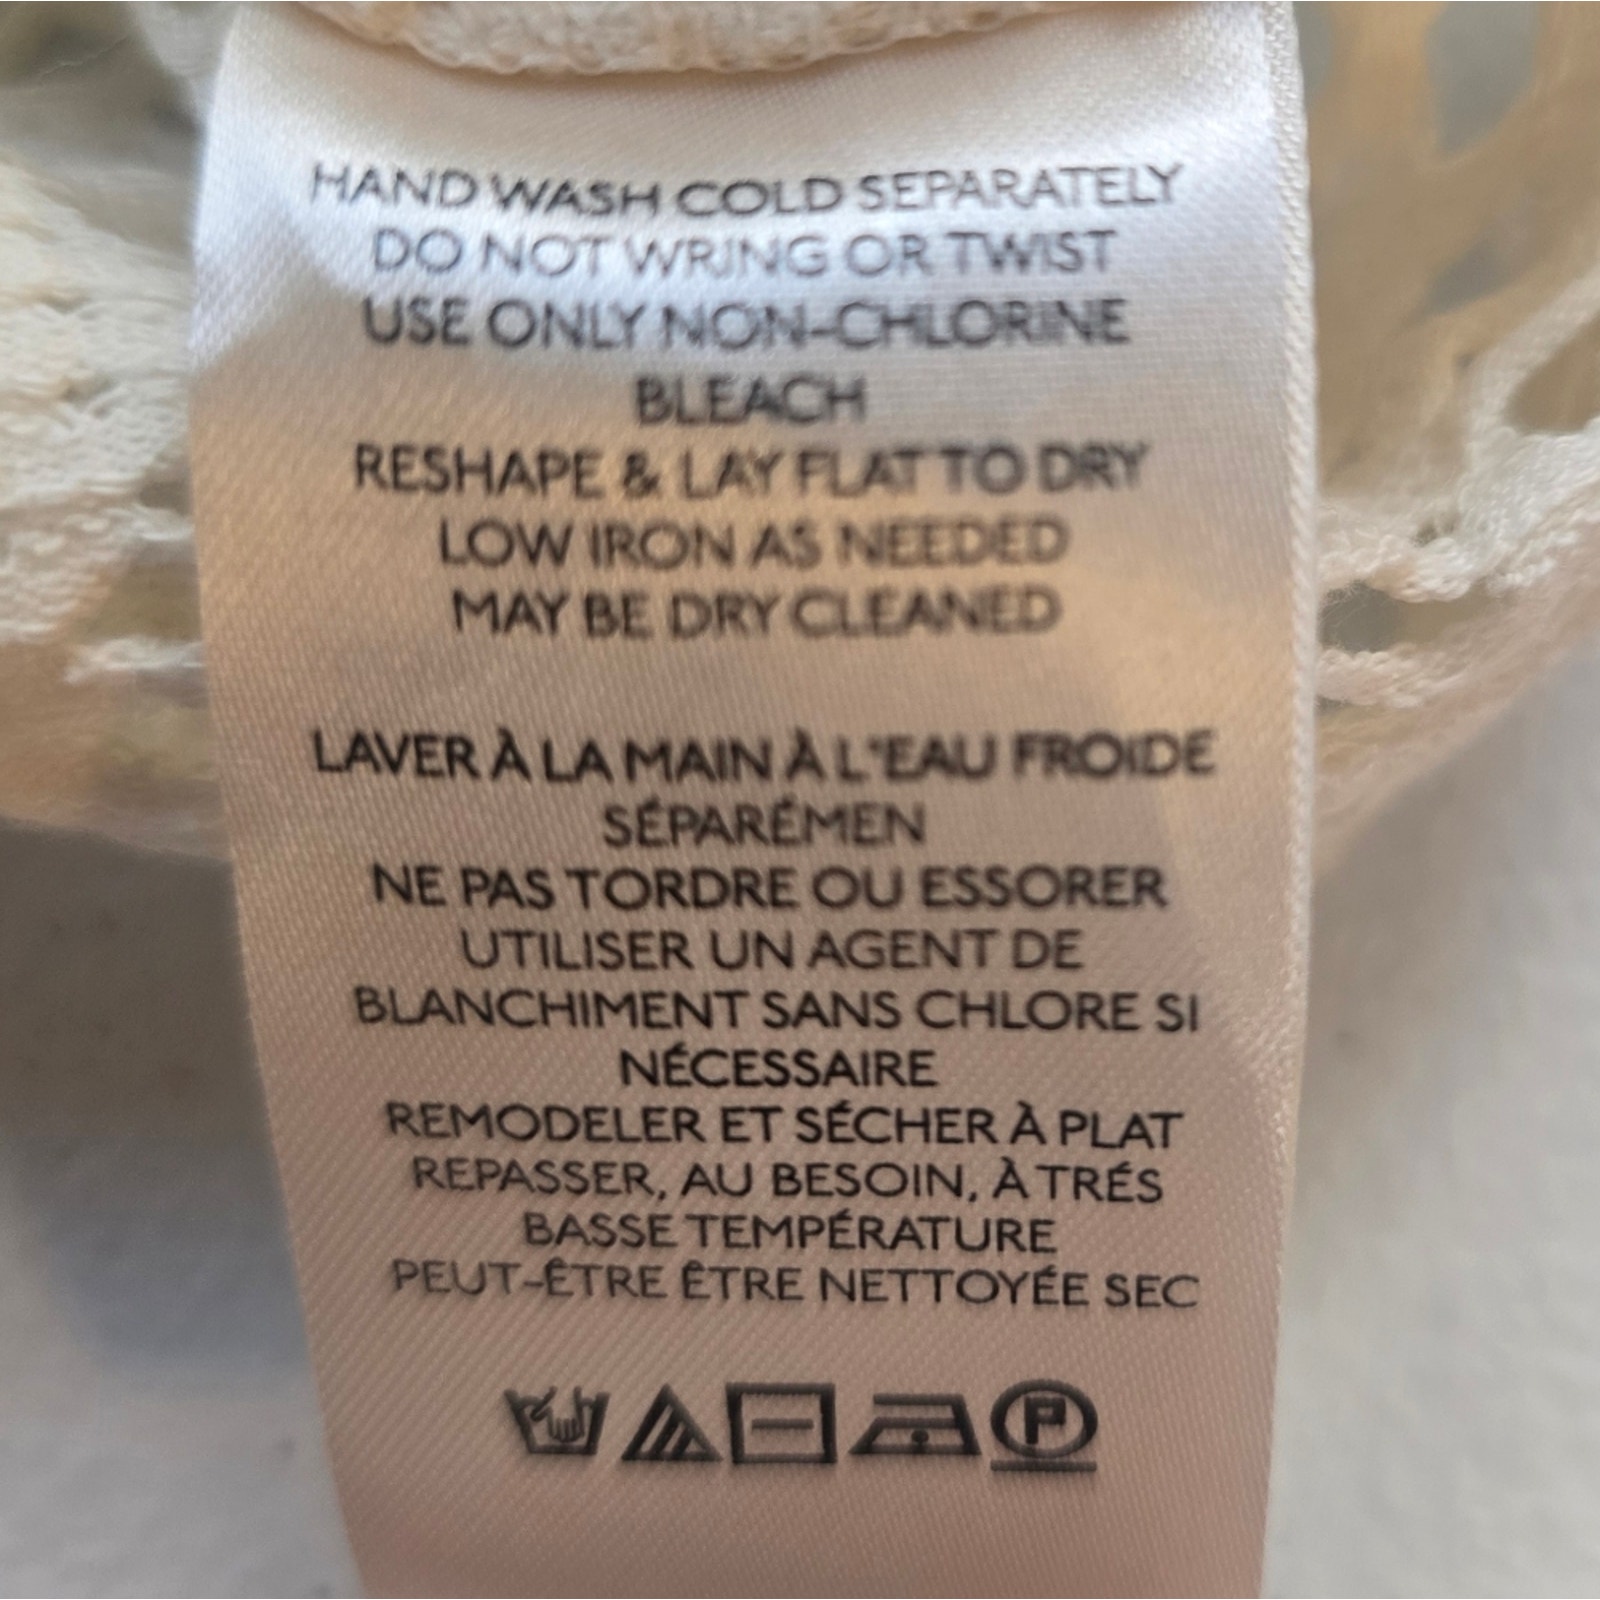 HAND WASH COLD SEPARATELY
DO NOT WRING OR TWIST
USE ONLY NON-CHLORINE
BLEACH
RESHAPE & LAY FLAT TO DRY
LOW IRON AS NEEDED
MAY BE DRY CLEANED
LAVER À LA MAIN À L'EAU FROIDE
SÉPARÉMEN
NE PAS TORDRE OU ESSORER
UTILISER UN AGENT DE
BLANCHIMENT SANS CHLORE SI
NÉCESSAIRE
REMODELER ET SÉCHER À PLAT
REPASSER, AU BESOIN, À TRÉS
BASSE TEMPÉRATURE
PEUT-ÊTRE ÊTRE NETTOYÉE SEC
P